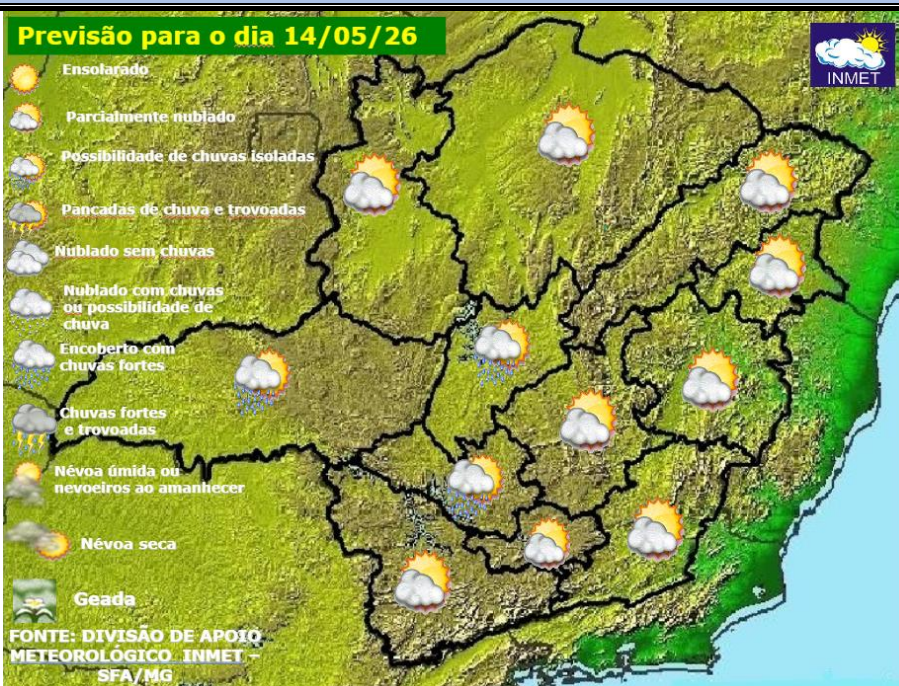 Previsão para o dia 14/05/26
INMET
Ensolarado
Parcialmente nublado
Possibilidade de chuvas isoladas
Pancadas de chuva e trovoadas
Nublado sem chuvas
Nublado com chuvas
ou possibilidade de
chuva
Encoberto com
chuvas fortes
Chuvas fortes
e trovoadas
Névoa úmida ou
nevoeiros ao amanhecer
Névoa seca
Geada
FONTE: DIVISÃO DE APOIO
METEOROLÓGICO INMET –
SFA/MG